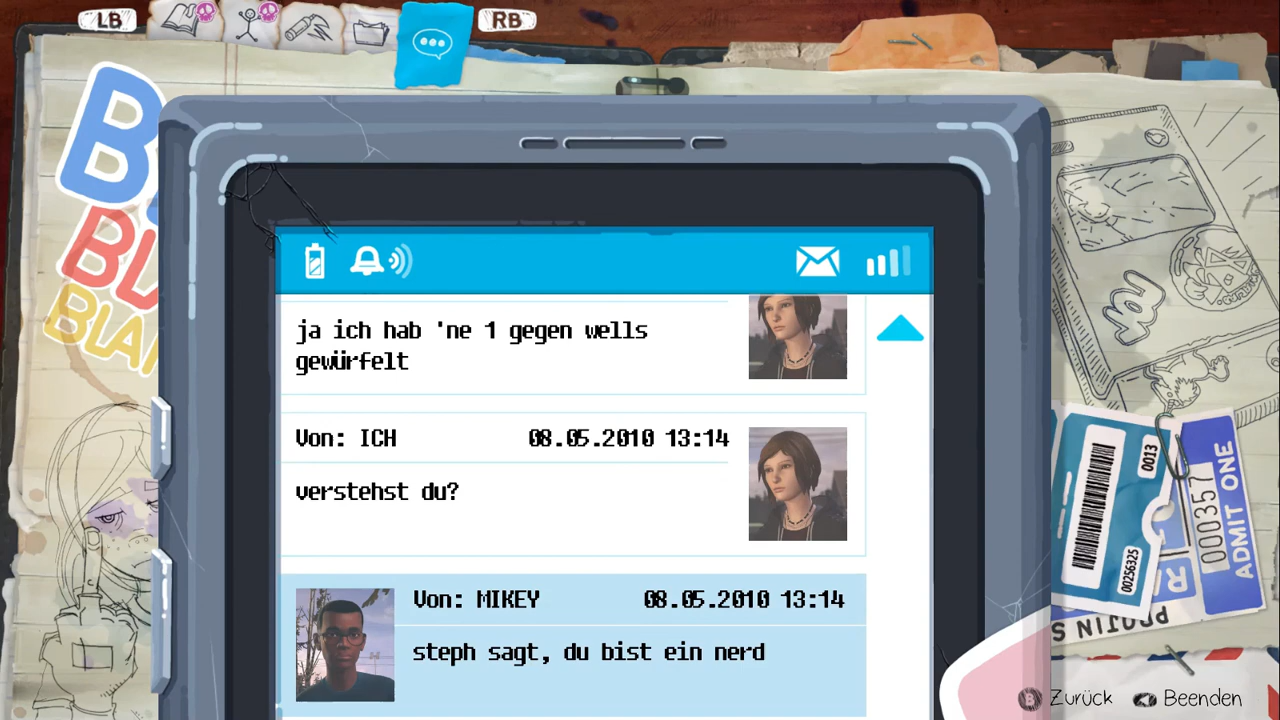 LB
RB
ja ich hab 'ne 1 gegen wells
gewürfelt
Von: ICH 08.05.2010 13:14
verstehst du?
Von: MIKEY 08.05.2010 13:14
steph sagt, du bist ein nerd
0013
00256325
000357
ADMIT ONE
B Zurück Beenden